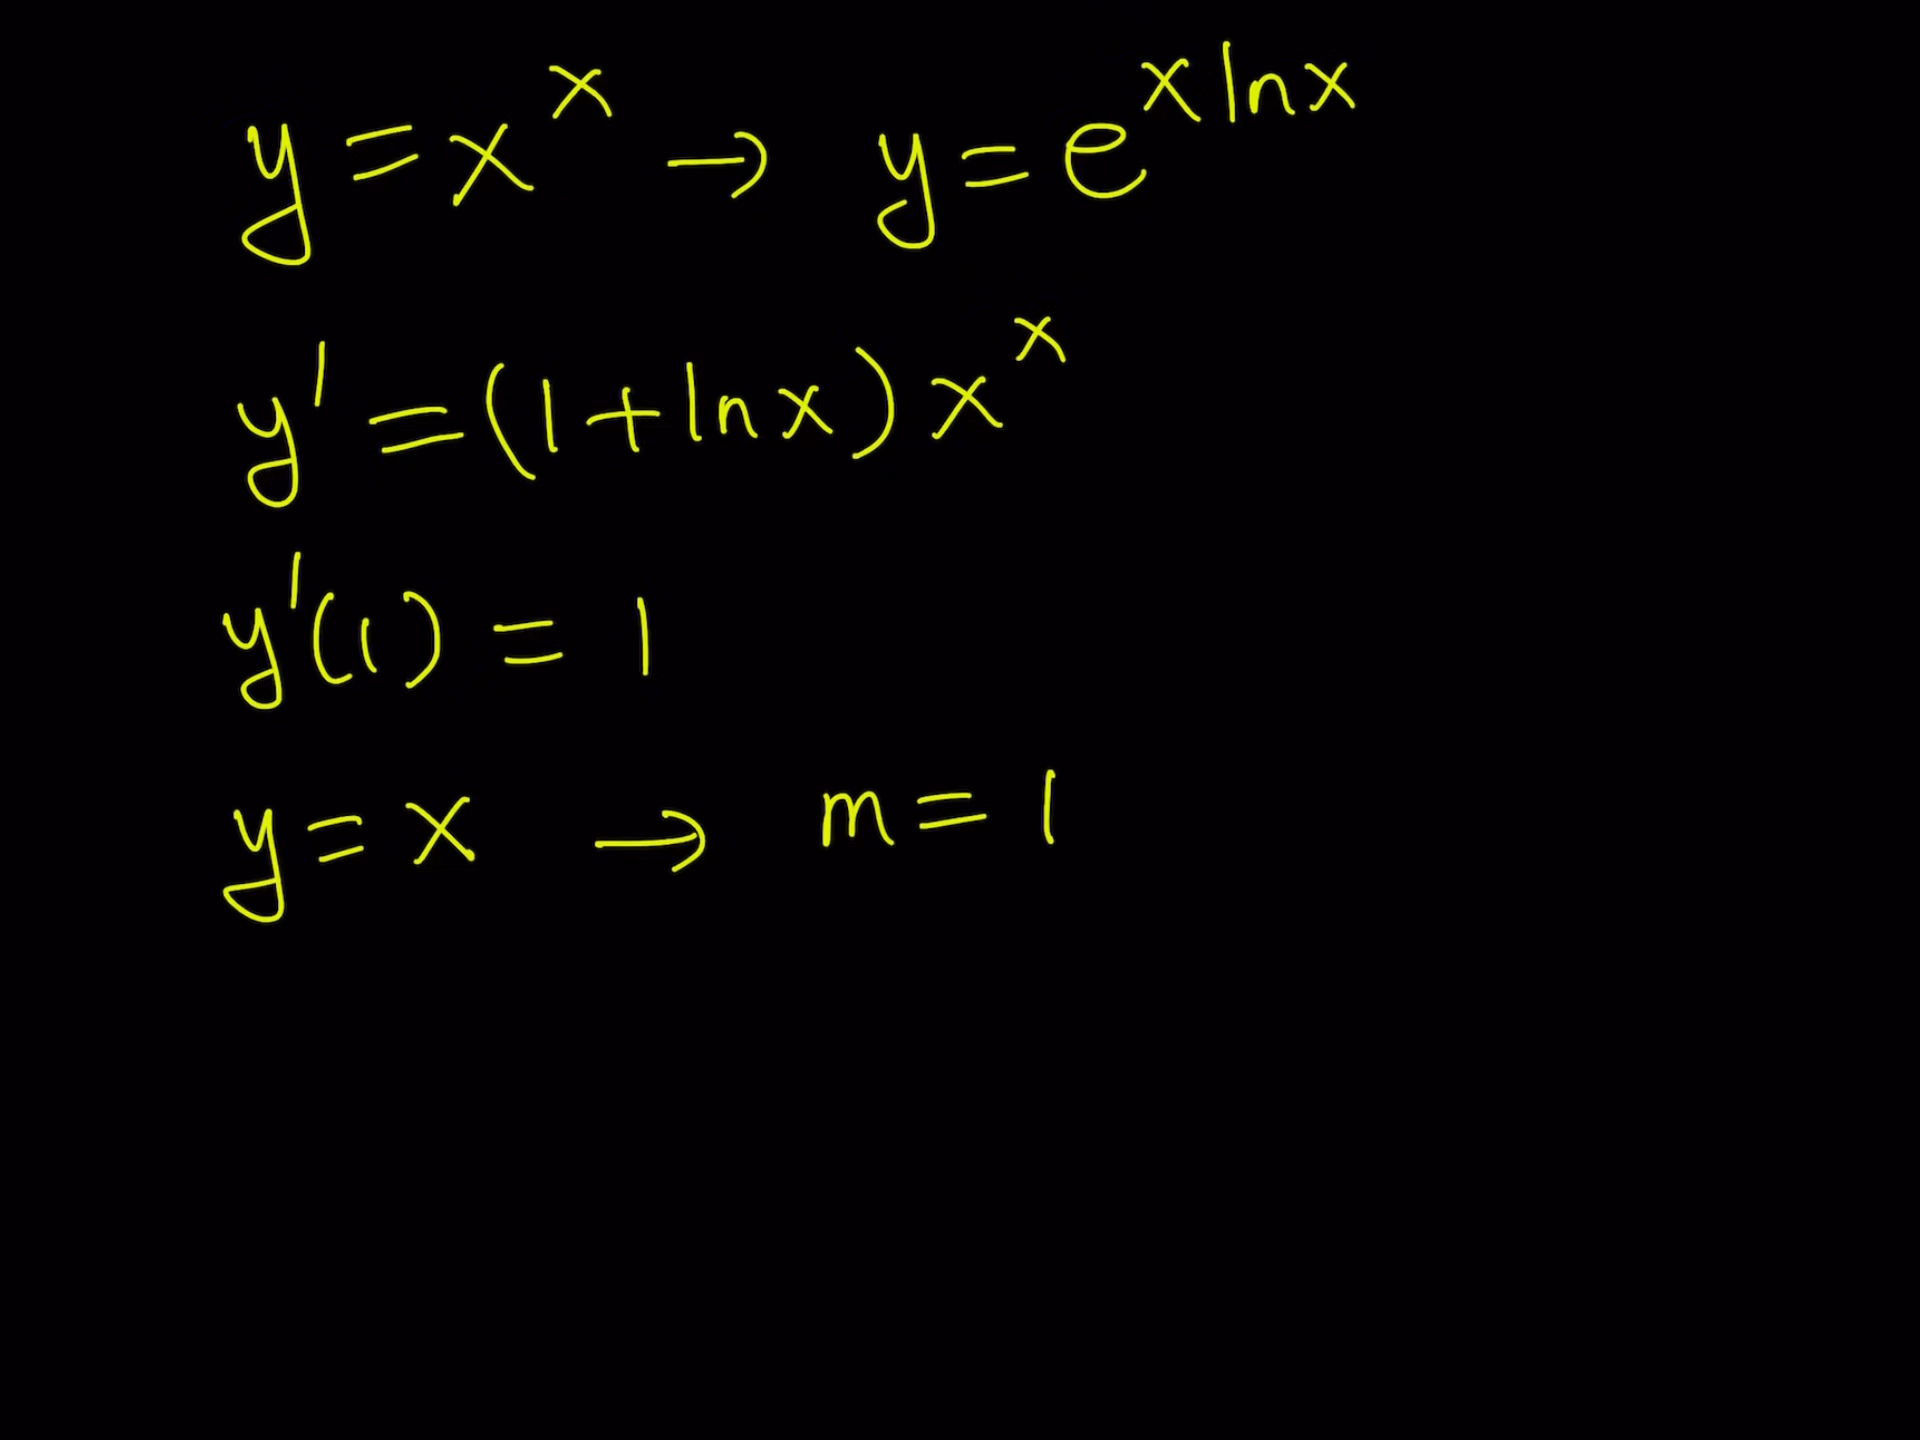 y = x^x → y = e^{x ln x}
y' = (1 + ln x) x^x
y'(1) = 1
y = x → m = 1